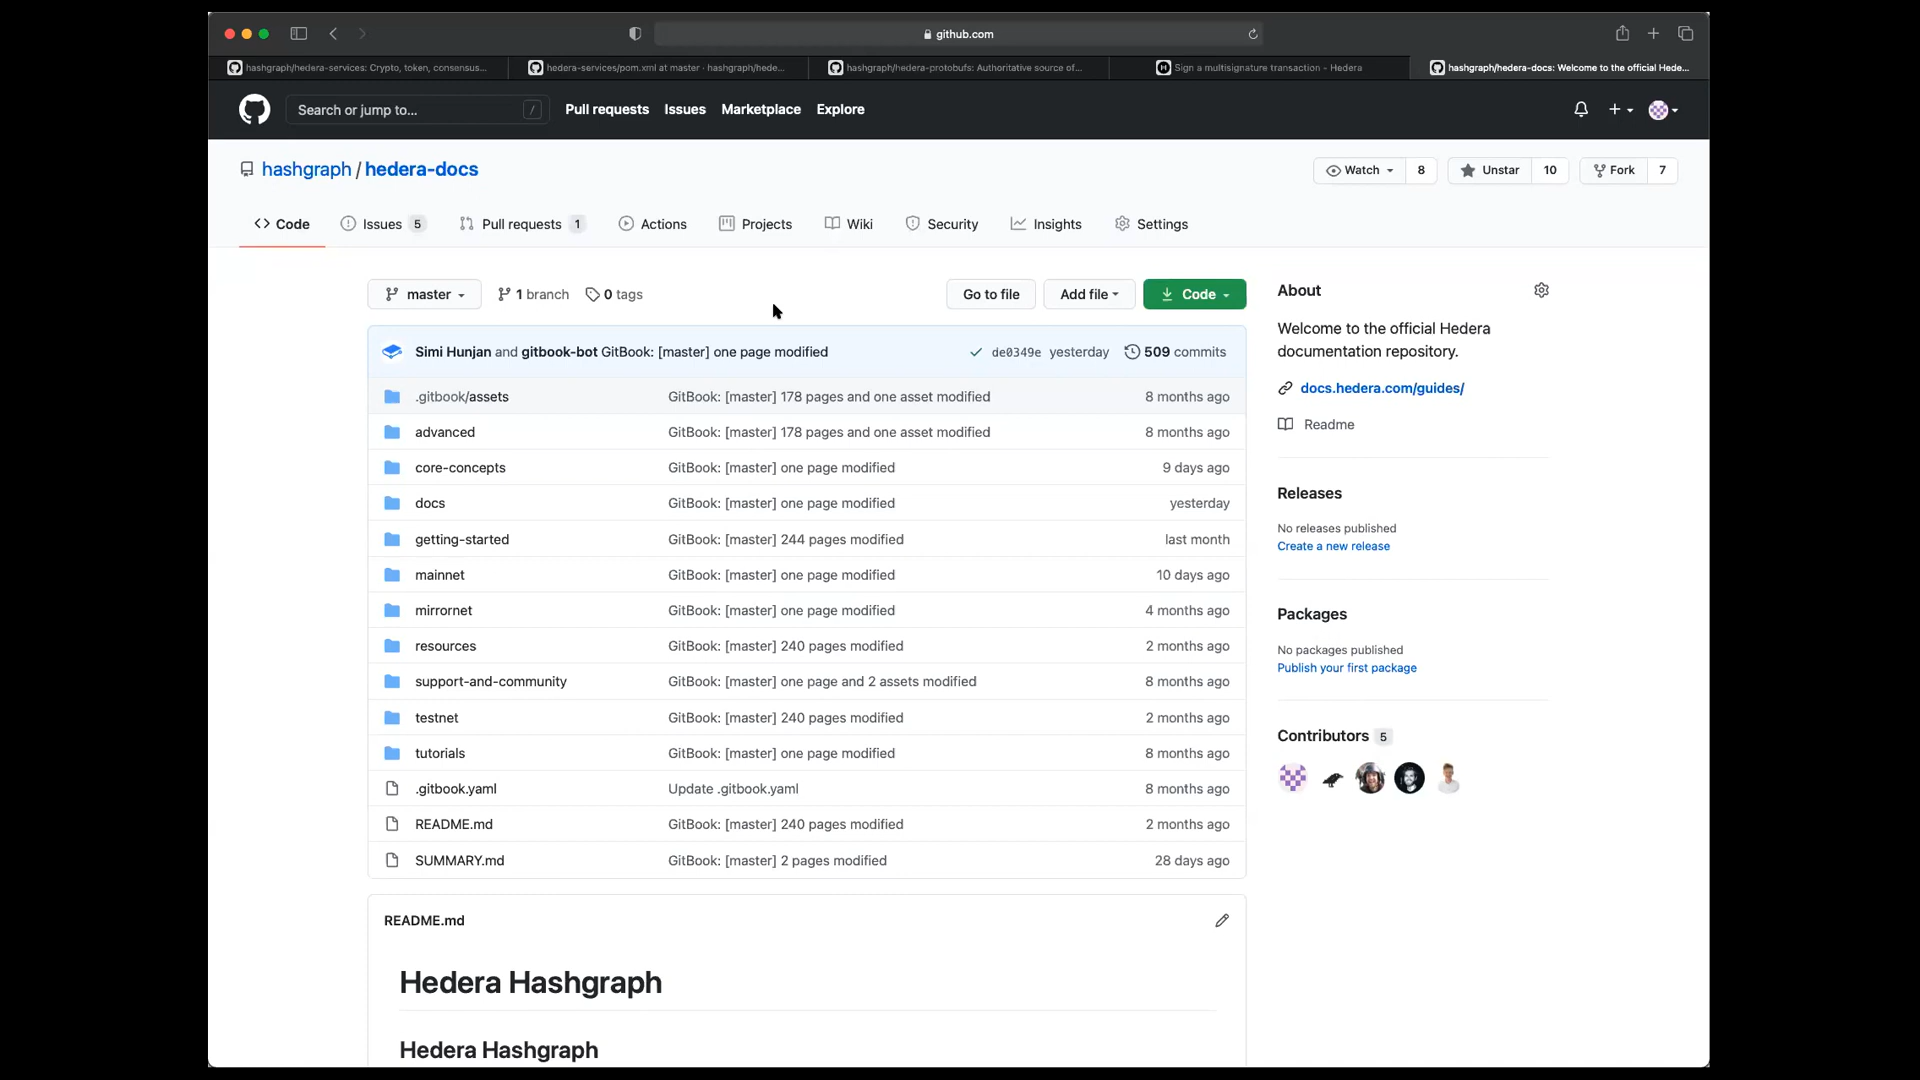 github.com
hashgraph/hedera-services: Crypto, token, consensus...
hedera-services/pom.xml at master · hashgraph/hede...
hashgraph/hedera-protobufs: Authoritative source of...
Sign a multisignature transaction - Hedera
hashgraph/hedera-docs: Welcome to the official Hede...
Search or jump to... /
Pull requests Issues Marketplace Explore
hashgraph / hedera-docs
Watch 8 Unstar 10 Fork 7
Code Issues 5 Pull requests 1 Actions Projects Wiki Security Insights Settings
master 1 branch 0 tags Go to file Add file Code
Simi Hunjan and gitbook-bot GitBook: [master] one page modified de0349e yesterday 509 commits
.gitbook/assets GitBook: [master] 178 pages and one asset modified 8 months ago
advanced GitBook: [master] 178 pages and one asset modified 8 months ago
core-concepts GitBook: [master] one page modified 9 days ago
docs GitBook: [master] one page modified yesterday
getting-started GitBook: [master] 244 pages modified last month
mainnet GitBook: [master] one page modified 10 days ago
mirrornet GitBook: [master] one page modified 4 months ago
resources GitBook: [master] 240 pages modified 2 months ago
support-and-community GitBook: [master] one page and 2 assets modified 8 months ago
testnet GitBook: [master] 240 pages modified 2 months ago
tutorials GitBook: [master] one page modified 8 months ago
.gitbook.yaml Update .gitbook.yaml 8 months ago
README.md GitBook: [master] 240 pages modified 2 months ago
SUMMARY.md GitBook: [master] 2 pages modified 28 days ago
README.md
Hedera Hashgraph
Hedera Hashgraph
About
Welcome to the official Hedera
documentation repository.
docs.hedera.com/guides/
Readme
Releases
No releases published
Create a new release
Packages
No packages published
Publish your first package
Contributors 5